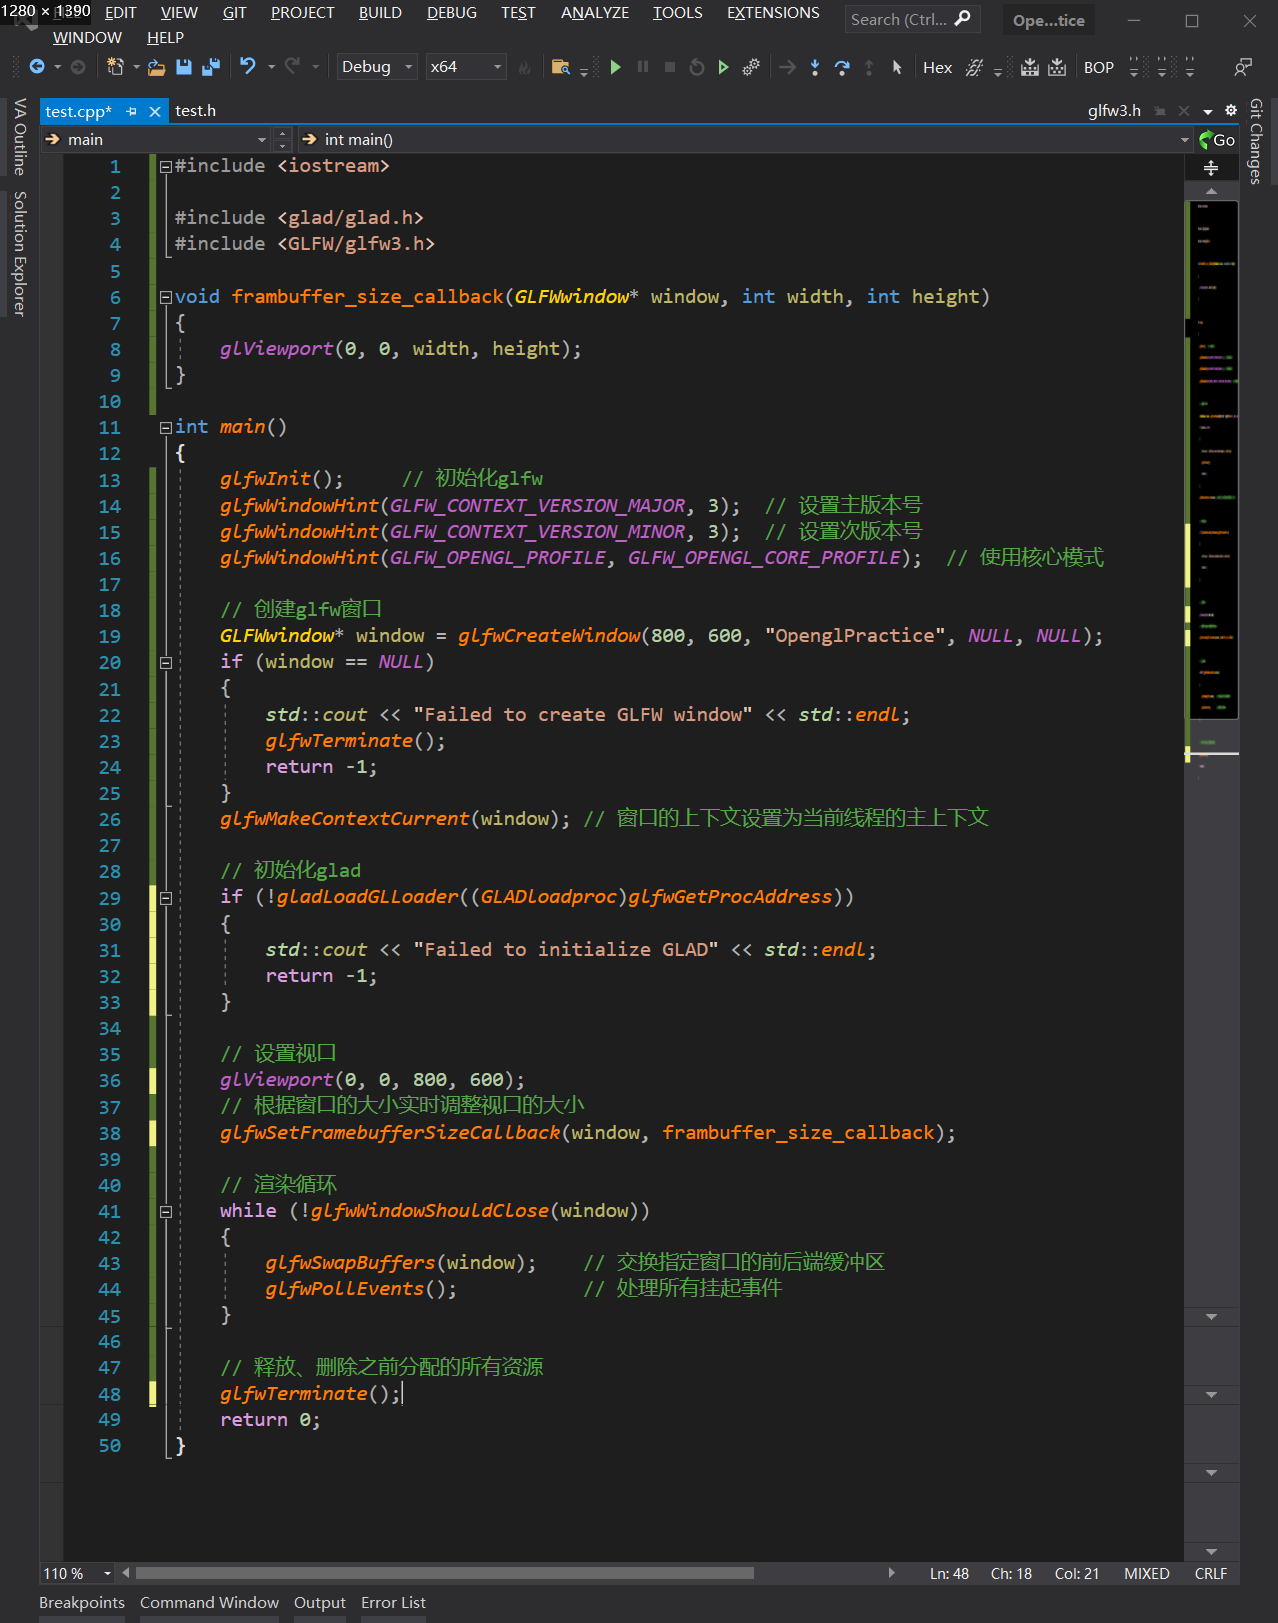 1280 × 1390
EDIT VIEW GIT PROJECT BUILD DEBUG TEST ANALYZE TOOLS EXTENSIONS Search (Ctrl... Ope...tice
WINDOW HELP
Debug x64 Hex BOP
test.cpp* test.h glfw3.h
main int main() Go
VA Outline
Solution Explorer
Git Changes
1 #include <iostream>
2
3 #include <glad/glad.h>
4 #include <GLFW/glfw3.h>
5
6 void frambuffer_size_callback(GLFWwindow* window, int width, int height)
7 {
8 glViewport(0, 0, width, height);
9 }
10
11 int main()
12 {
13 glfwInit(); // 初始化glfw
14 glfwWindowHint(GLFW_CONTEXT_VERSION_MAJOR, 3); // 设置主版本号
15 glfwWindowHint(GLFW_CONTEXT_VERSION_MINOR, 3); // 设置次版本号
16 glfwWindowHint(GLFW_OPENGL_PROFILE, GLFW_OPENGL_CORE_PROFILE); // 使用核心模式
17
18 // 创建glfw窗口
19 GLFWwindow* window = glfwCreateWindow(800, 600, "OpenglPractice", NULL, NULL);
20 if (window == NULL)
21 {
22 std::cout << "Failed to create GLFW window" << std::endl;
23 glfwTerminate();
24 return -1;
25 }
26 glfwMakeContextCurrent(window); // 窗口的上下文设置为当前线程的主上下文
27
28 // 初始化glad
29 if (!gladLoadGLLoader((GLADloadproc)glfwGetProcAddress))
30 {
31 std::cout << "Failed to initialize GLAD" << std::endl;
32 return -1;
33 }
34
35 // 设置视口
36 glViewport(0, 0, 800, 600);
37 // 根据窗口的大小实时调整视口的大小
38 glfwSetFramebufferSizeCallback(window, frambuffer_size_callback);
39
40 // 渲染循环
41 while (!glfwWindowShouldClose(window))
42 {
43 glfwSwapBuffers(window); // 交换指定窗口的前后端缓冲区
44 glfwPollEvents(); // 处理所有挂起事件
45 }
46
47 // 释放、删除之前分配的所有资源
48 glfwTerminate();
49 return 0;
50 }
110 % Ln: 48 Ch: 18 Col: 21 MIXED CRLF
Breakpoints Command Window Output Error List